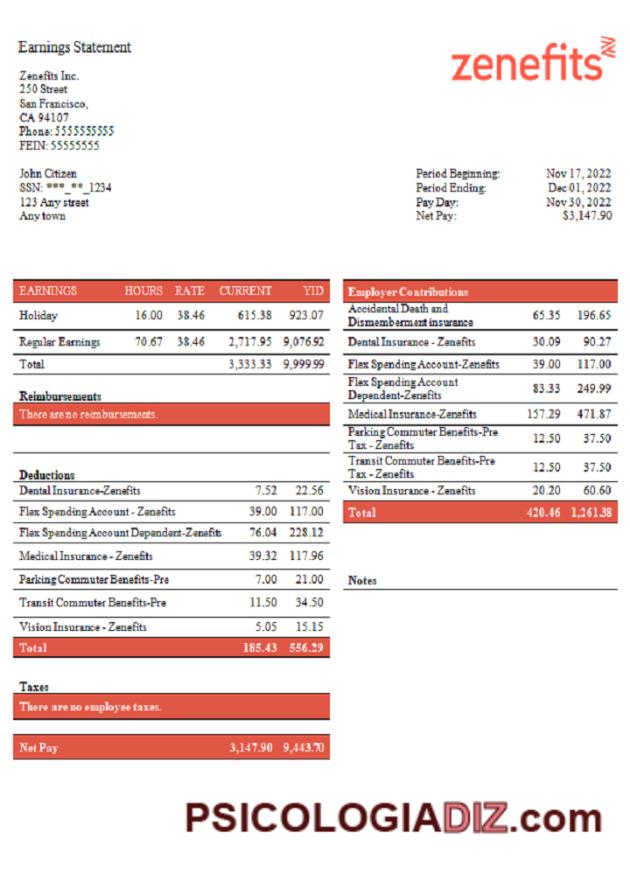 Earnings Statement
zenefits
Zenefits Inc.
250 Street
San Francisco,
CA 94107
Phone: 5555555555
FEIN: 55555555
John Citizen
SSN: ***_**_1234
123 Any street
Any town
Period Beginning: Nov 17, 2022
Period Ending: Dec 01, 2022
Pay Day: Nov 30, 2022
Net Pay: $3,147.90
EARNINGS HOURS RATE CURRENT YID
Holiday 16.00 38.46 615.38 923.07
Regular Earnings 70.67 38.46 2,717.95 9,076.92
Total 3,333.33 9,999.99
Reimbursements
There are no reimbursements.
Deductions
Dental Insurance-Zenefits 7.52 22.56
Flex Spending Account - Zenefits 39.00 117.00
Flex Spending Account Dependent-Zenefits 76.04 228.12
Medical Insurance - Zenefits 39.32 117.96
Parking Commuter Benefits-Pre 7.00 21.00
Transit Commuter Benefits-Pre 11.50 34.50
Vision Insurance - Zenefits 5.05 15.15
Total 185.43 556.29
Taxes
There are no employee taxes.
Net Pay 3,147.90 9,443.70
Employer Contributions
Accidental Death and
Dismemberment insurance 65.35 196.65
Dental Insurance - Zenefits 30.09 90.27
Flex Spending Account-Zenefits 39.00 117.00
Flex Spending Account
Dependent-Zenefits 83.33 249.99
Medical Insurance-Zenefits 157.29 471.87
Parking Commuter Benefits-Pre
Tax - Zenefits 12.50 37.50
Transit Commuter Benefits-Pre
Tax - Zenefits 12.50 37.50
Vision Insurance - Zenefits 20.20 60.60
Total 420.46 1,261.38
Notes
PSICOLOGIADIZ.com